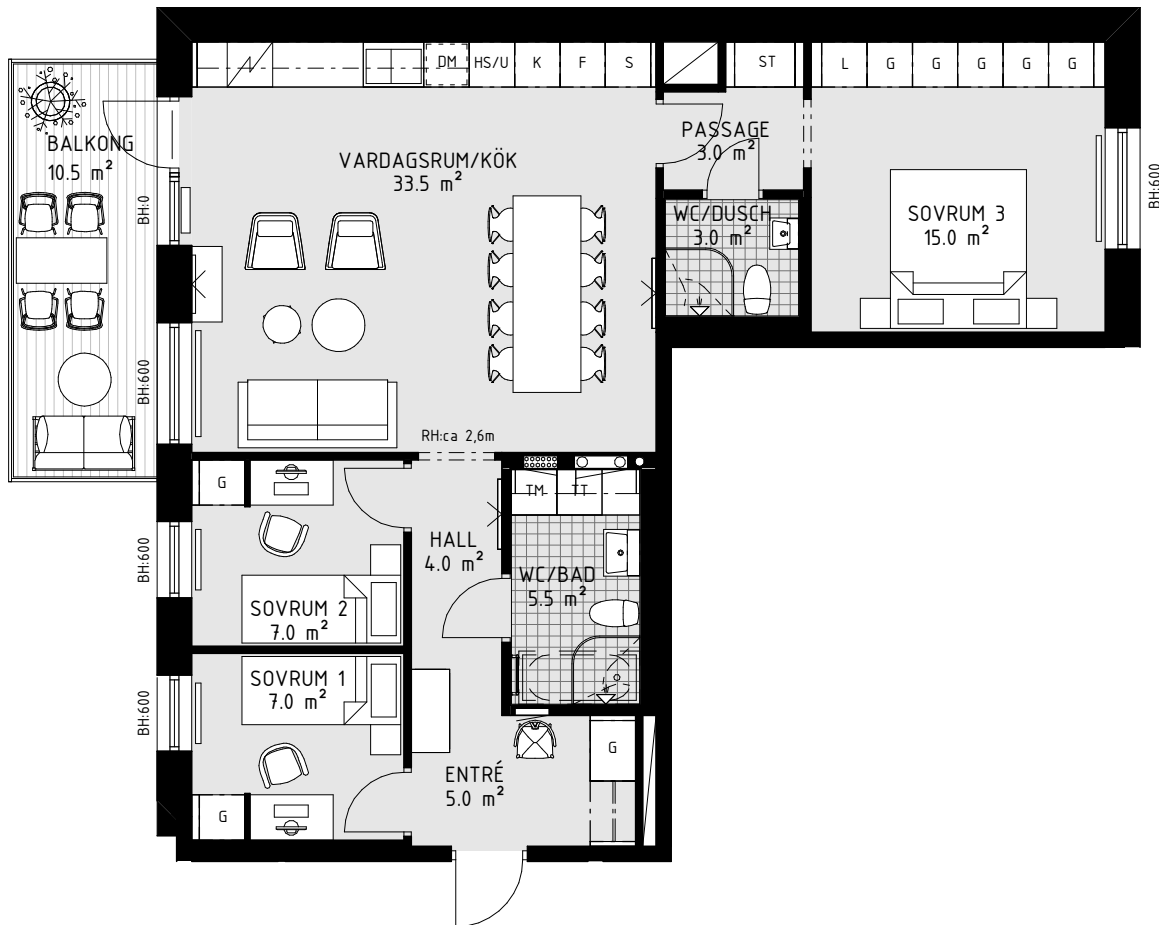 DM HS/U K F S ST L G G G G G
BALKONG
10.5 m²
VARDAGSRUM/KÖK
33.5 m²
PASSAGE
3.0 m²
WC/DUSCH
3.0 m²
SOVRUM 3
15.0 m²
BH:600
BH:0
BH:600
RH:ca 2,6m
G
TM TT
HALL
4.0 m²
BH:600
WC/BAD
5.5 m²
SOVRUM 2
7.0 m²
SOVRUM 1
7.0 m²
BH:600
G
ENTRÉ
5.0 m²
G